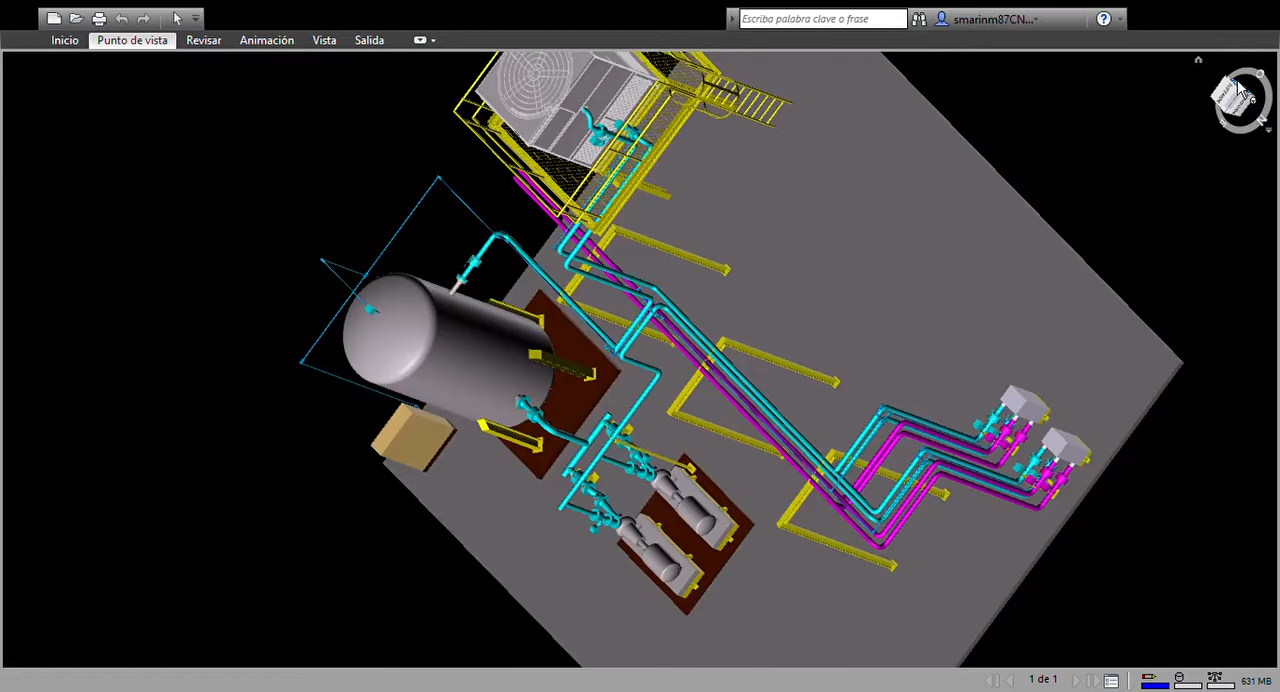 Escriba palabra clave o frase
smarinm87CN...
Inicio
Punto de vista
Revisar
Animación
Vista
Salida
1 de 1
631 MB